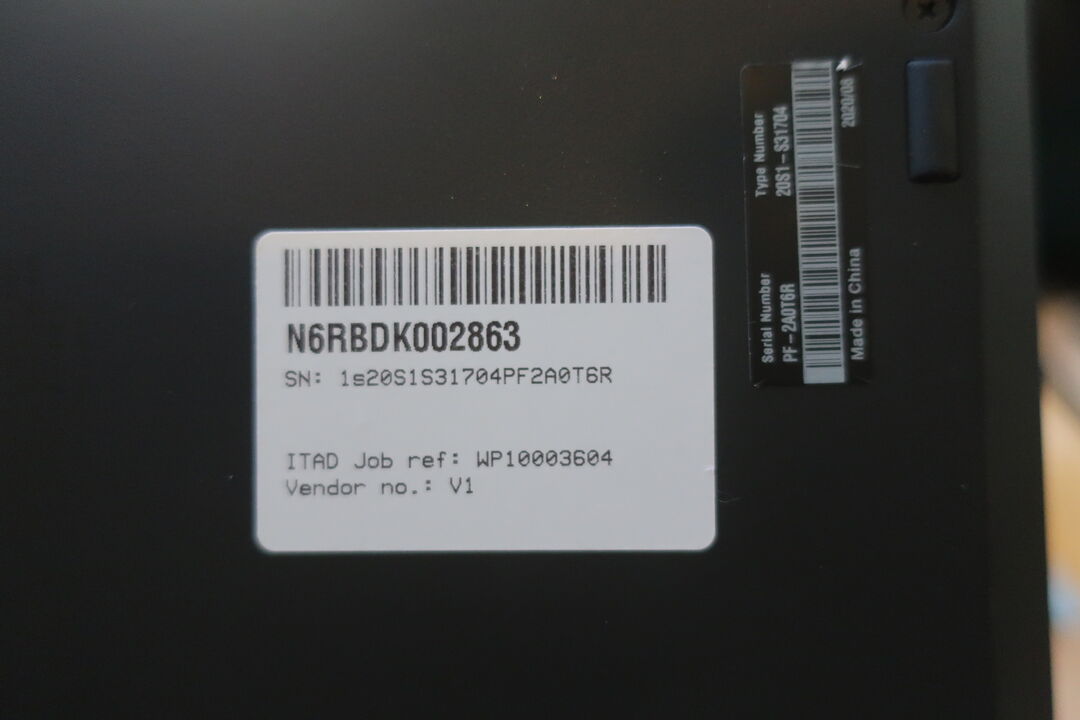 N6RBDK002863
SN: 1s20S1S31704PF2A0T6R
ITAD Job ref: WP10003604
Vendor no.: V1
Type Number
20S1-S31704
2020/08
Serial Number
PF-2A0T6R
Made in China